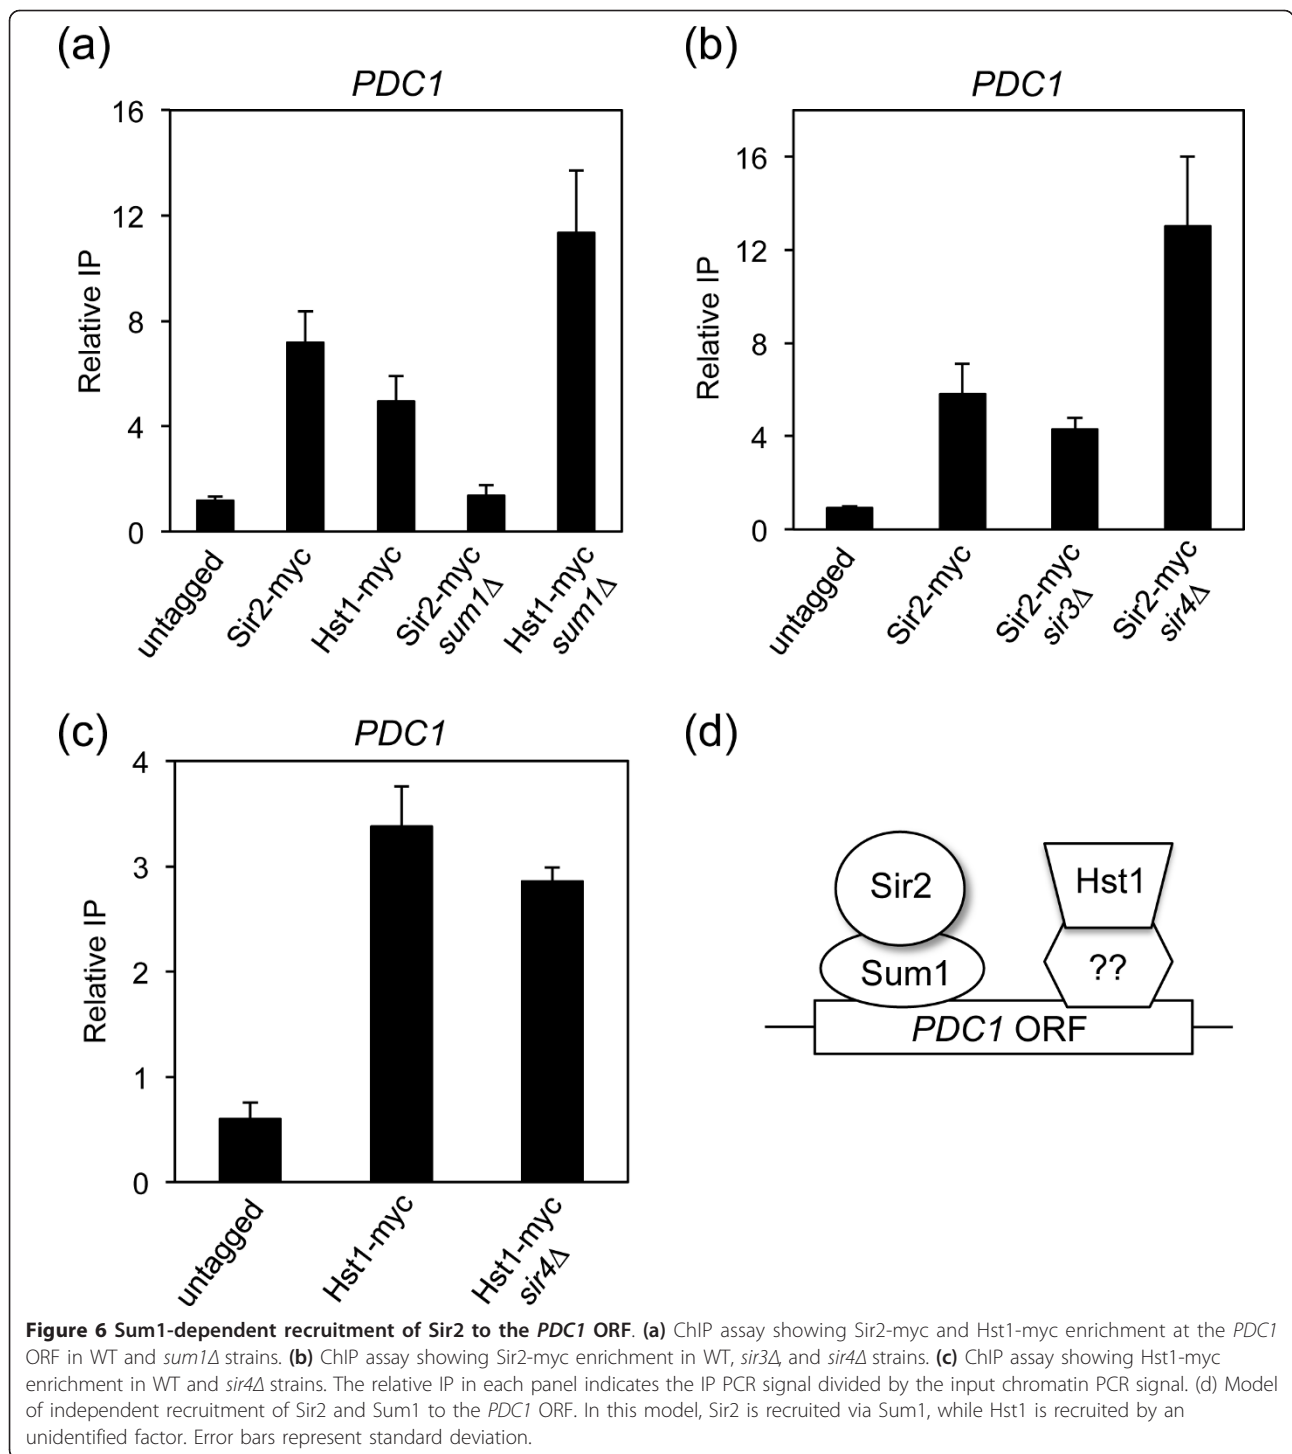 (a)
PDC1
Relative IP
16
12
8
4
0
untagged
Sir2-myc
Hst1-myc
Sir2-myc
sum1Δ
Hst1-myc
sum1Δ
(b)
PDC1
Relative IP
16
12
8
4
0
untagged
Sir2-myc
Sir2-myc
sir3Δ
Sir2-myc
sir4Δ
(c)
PDC1
Relative IP
4
3
2
1
0
untagged
Hst1-myc
Hst1-myc
sir4Δ
(d)
Sir2
Hst1
Sum1
??
PDC1 ORF
Figure 6 Sum1-dependent recruitment of Sir2 to the PDC1 ORF. (a) ChIP assay showing Sir2-myc and Hst1-myc enrichment at the PDC1
ORF in WT and sum1Δ strains. (b) ChIP assay showing Sir2-myc enrichment in WT, sir3Δ, and sir4Δ strains. (c) ChIP assay showing Hst1-myc
enrichment in WT and sir4Δ strains. The relative IP in each panel indicates the IP PCR signal divided by the input chromatin PCR signal. (d) Model
of independent recruitment of Sir2 and Sum1 to the PDC1 ORF. In this model, Sir2 is recruited via Sum1, while Hst1 is recruited by an
unidentified factor. Error bars represent standard deviation.